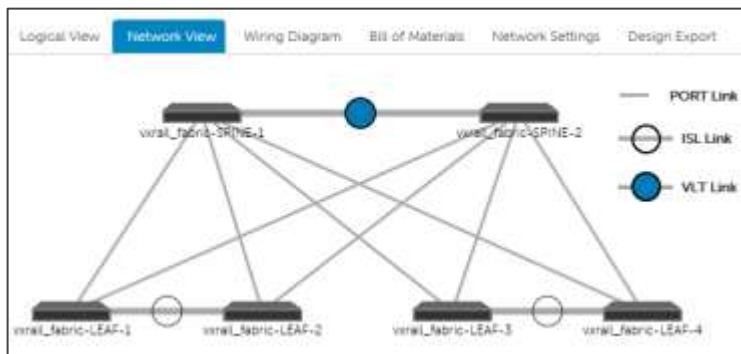 Logical View Network View Wiring Diagram Bill of Materials Network Settings Design Export
PORT Link
vxrail_fabric-SPINE-1 vxrail_fabric-SPINE-2
ISL Link
VLT Link
vxrail_fabric-LEAF-1 vxrail_fabric-LEAF-2 vxrail_fabric-LEAF-3 vxrail_fabric-LEAF-4